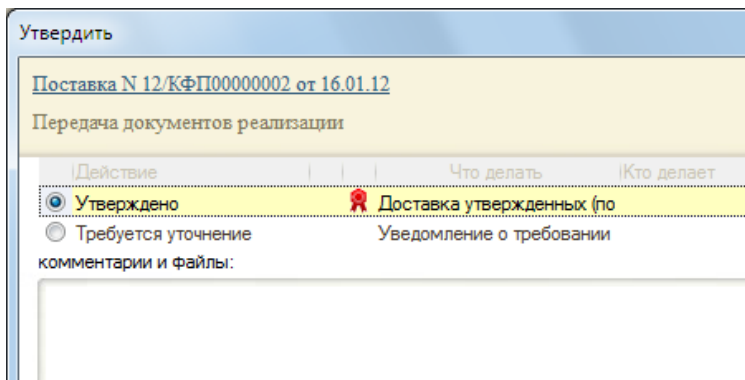 Утвердить
Поставка N 12/КФП00000002 от 16.01.12
Передача документов реализации
Действие Что делать Кто делает
Утверждено Доставка утвержденных (по
Требуется уточнение Уведомление о требовании
комментарии и файлы: